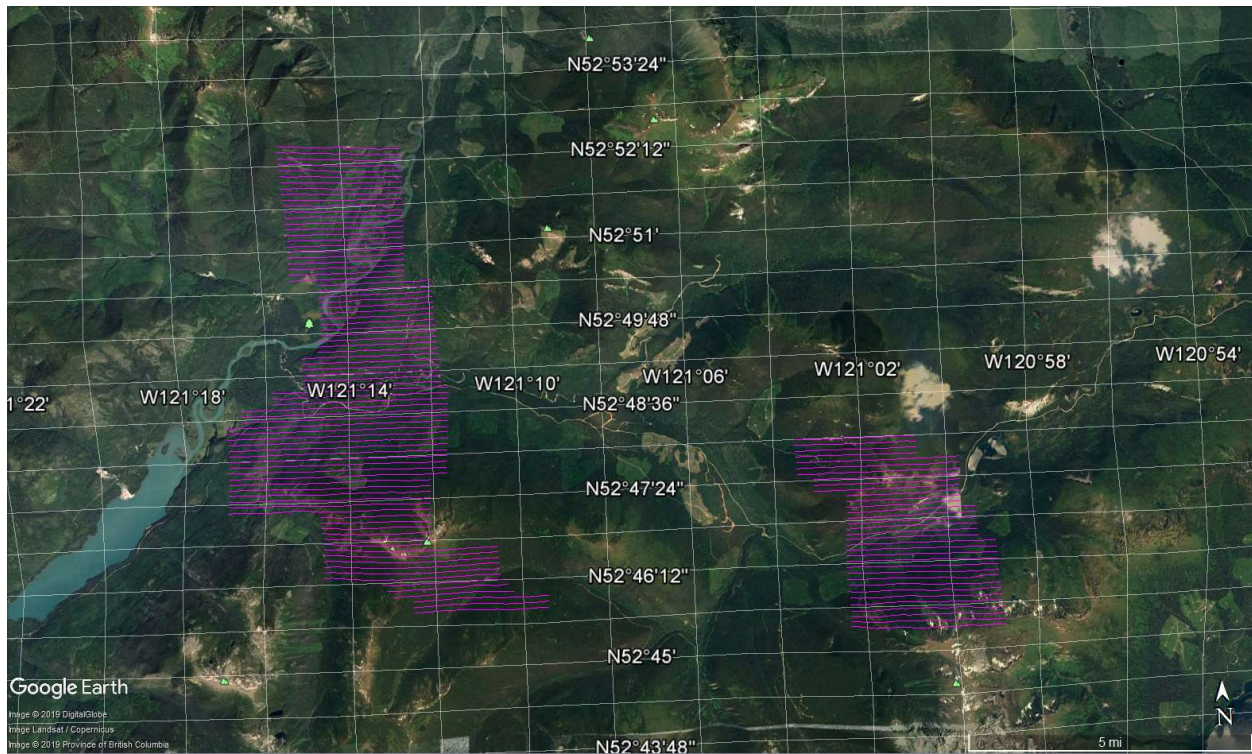 N52°53'24"
N52°52'12"
N52°51'
N52°49'48"
W121°02'
W120°58'
W120°54'
W121°18'
W121°14'
W121°10'
W121°06'
1°22'
N52°48'36"
N52°47'24"
N52°46'12"
N52°45'
Google Earth
Image © 2019 DigitalGlobe
Image Landsat / Copernicus
Image © 2019 Province of British Columbia
N52°43'48"
N
5 mi